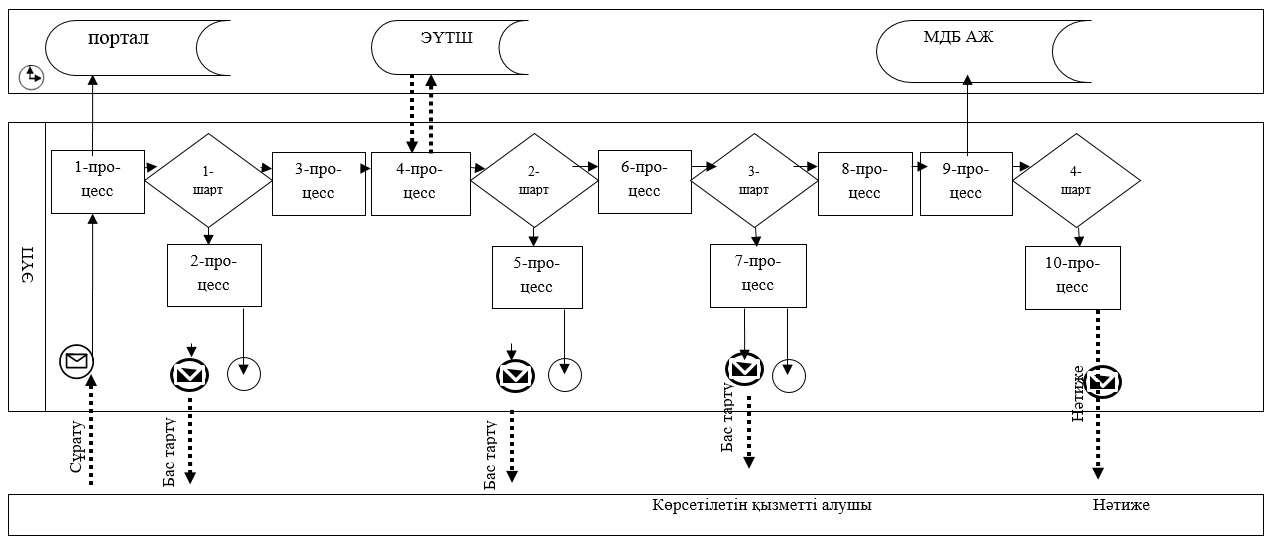 портал
ЭҮТШ
МДБ АЖ
ЭҮП
1-про-
цесс
1-
шарт
3-про-
цесс
4-про-
цесс
2-
шарт
6-про-
цесс
3-
шарт
8-про-
цесс
9-про-
цесс
4-
шарт
2-про-
цесс
5-про-
цесс
7-про-
цесс
10-про-
цесс
Сұрату
Бас тарту
Бас тарту
Бас тарту
Нәтиже
Көрсетілетін қызметті алушы
Нәтиже